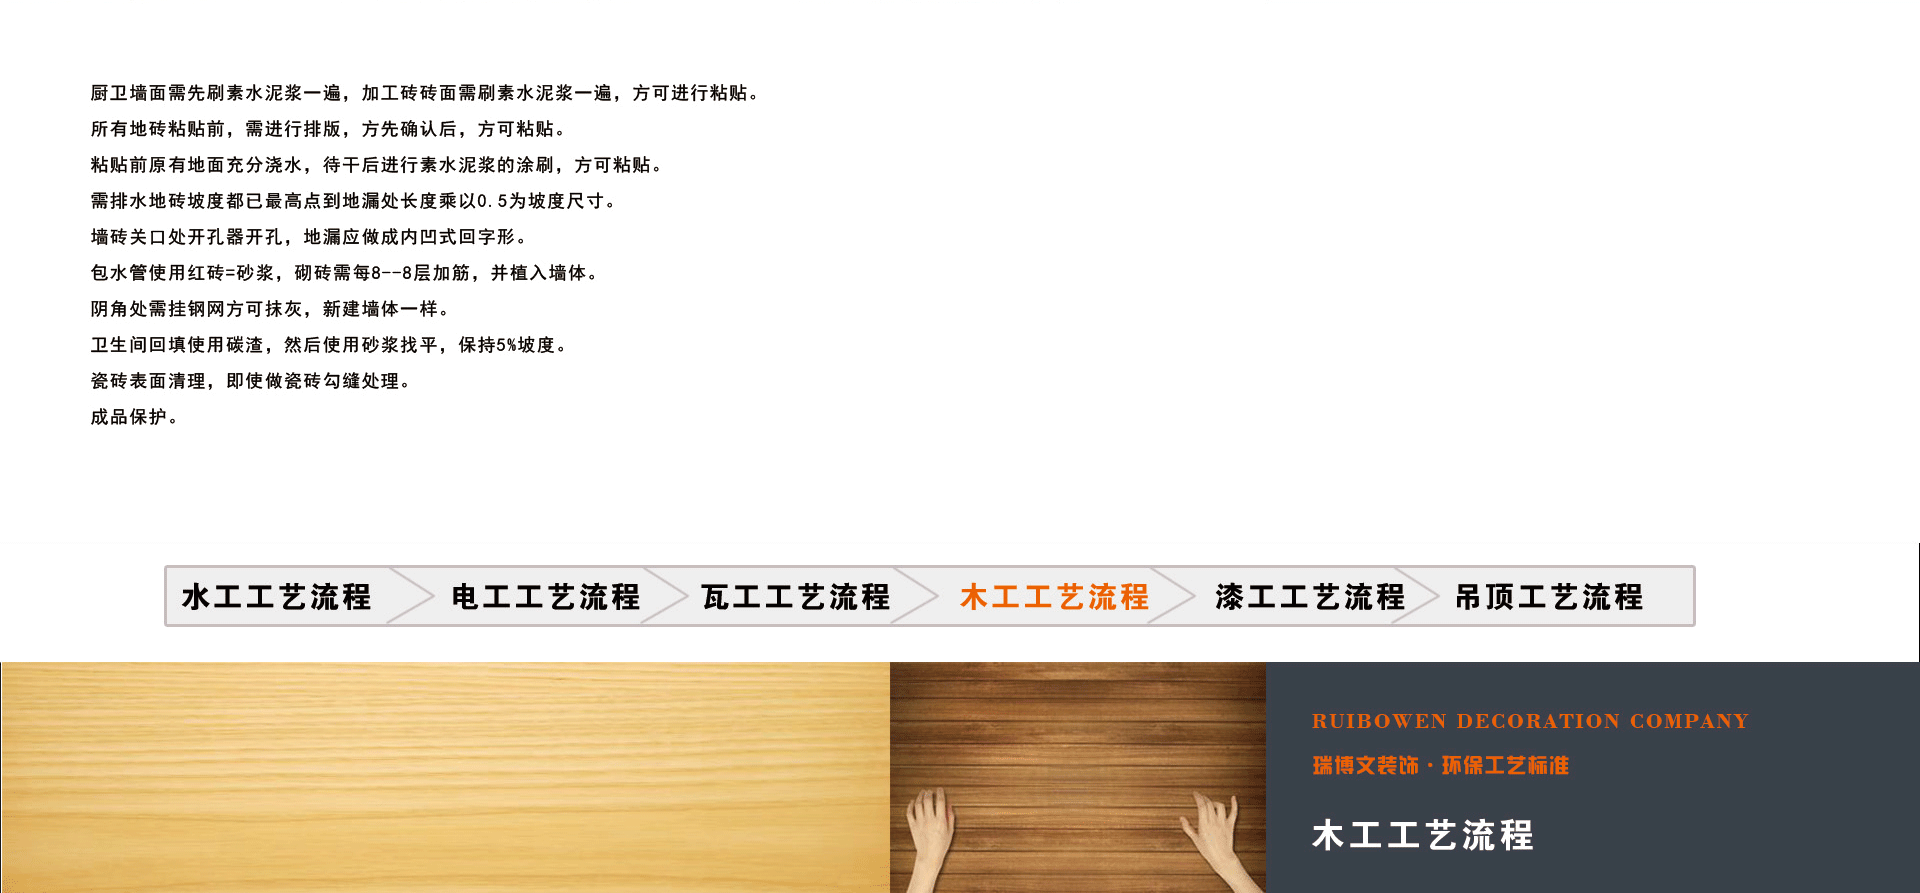 厨卫墙面需先刷素水泥浆一遍，加工砖砖面需刷素水泥浆一遍，方可进行粘贴。
所有地砖粘贴前，需进行排版，方先确认后，方可粘贴。
粘贴前原有地面充分浇水，待干后进行素水泥浆的涂刷，方可粘贴。
需排水地砖坡度都已最高点到地漏处长度乘以0.5为坡度尺寸。
墙砖关口处开孔器开孔，地漏应做成内凹式回字形。
包水管使用红砖=砂浆，砌砖需每8--8层加筋，并植入墙体。
阴角处需挂钢网方可抹灰，新建墙体一样。
卫生间回填使用碳渣，然后使用砂浆找平，保持5%坡度。
瓷砖表面清理，即使做瓷砖勾缝处理。
成品保护。
水工工艺流程 电工工艺流程 瓦工工艺流程 木工工艺流程 漆工工艺流程 吊顶工艺流程
RUIBOWEN DECORATION COMPANY
瑞博文装饰·环保工艺标准
木工工艺流程